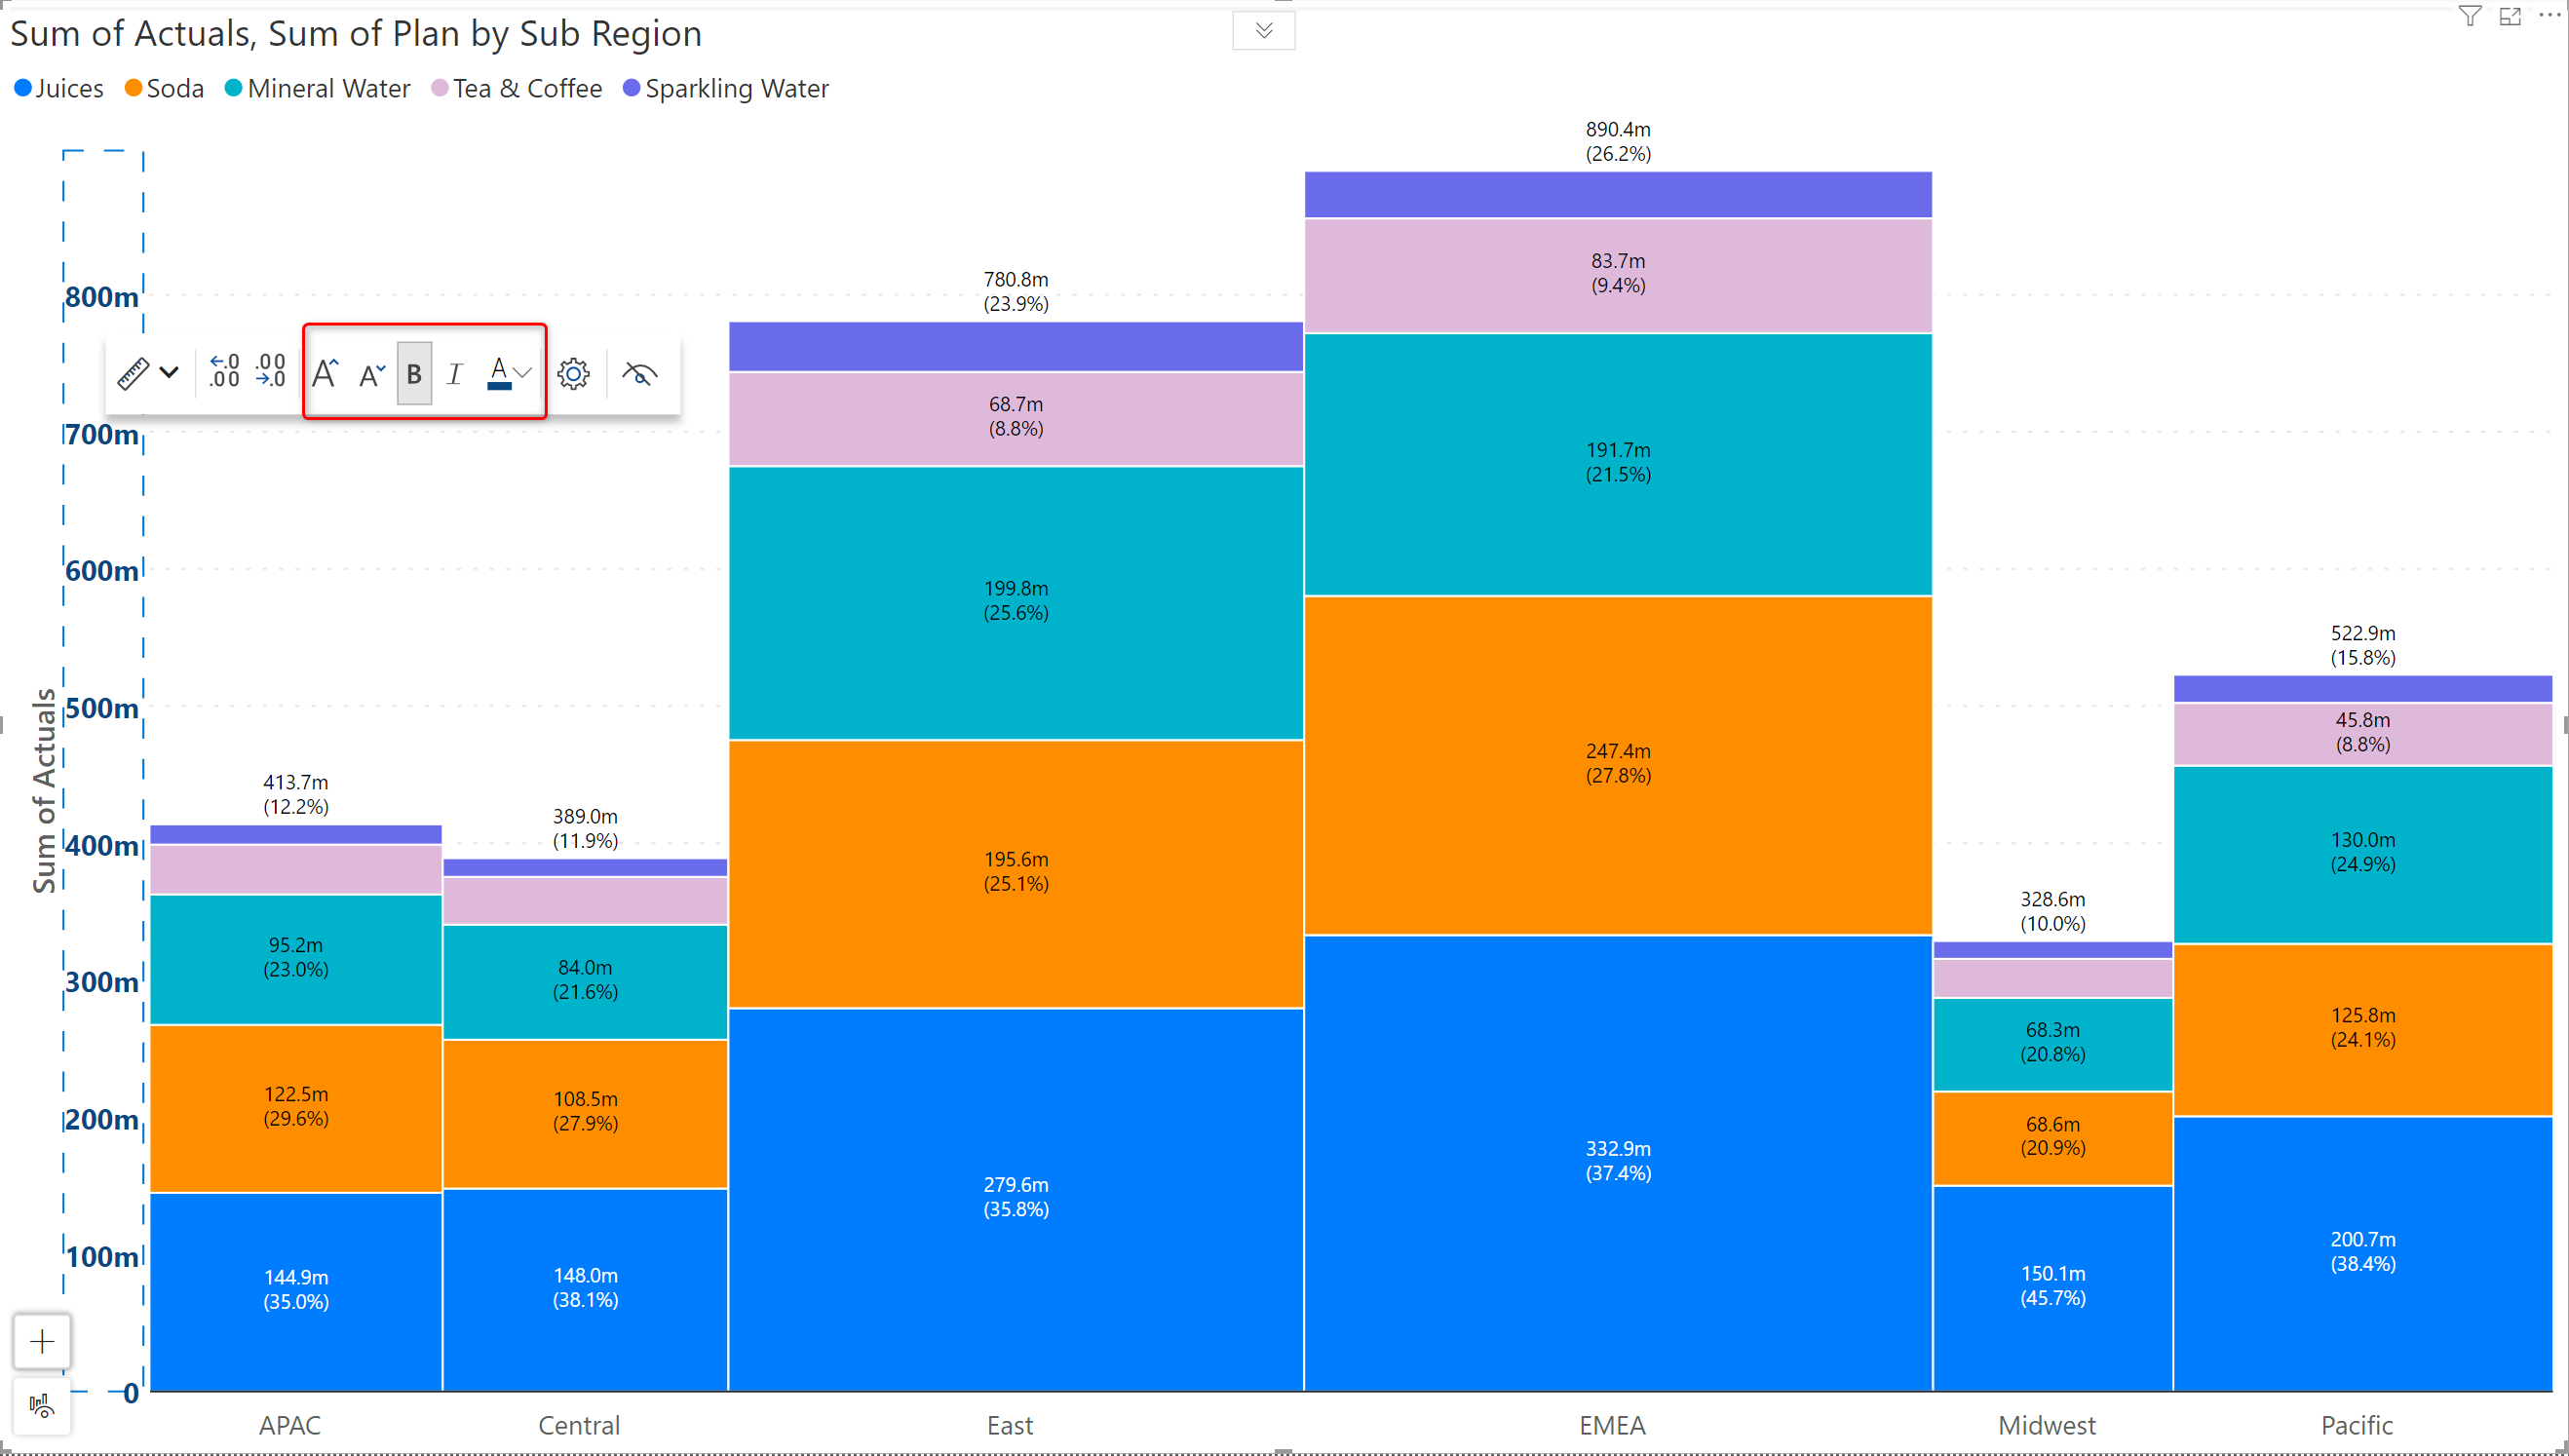 Sum of Actuals, Sum of Plan by Sub Region
Juices Soda Mineral Water Tea & Coffee Sparkling Water
890.4m
(26.2%)
83.7m
(9.4%)
780.8m
(23.9%)
800m
←.0 .00
.00 →.0
A A B I A
68.7m
(8.8%)
700m
191.7m
(21.5%)
600m
199.8m
(25.6%)
522.9m
(15.8%)
500m
45.8m
(8.8%)
247.4m
(27.8%)
Sum of Actuals
413.7m
(12.2%)
389.0m
(11.9%)
400m
130.0m
(24.9%)
195.6m
(25.1%)
328.6m
(10.0%)
95.2m
(23.0%)
84.0m
(21.6%)
300m
125.8m
(24.1%)
68.3m
(20.8%)
122.5m
(29.6%)
108.5m
(27.9%)
200m
68.6m
(20.9%)
332.9m
(37.4%)
279.6m
(35.8%)
200.7m
(38.4%)
100m
144.9m
(35.0%)
148.0m
(38.1%)
150.1m
(45.7%)
0
APAC Central East EMEA Midwest Pacific